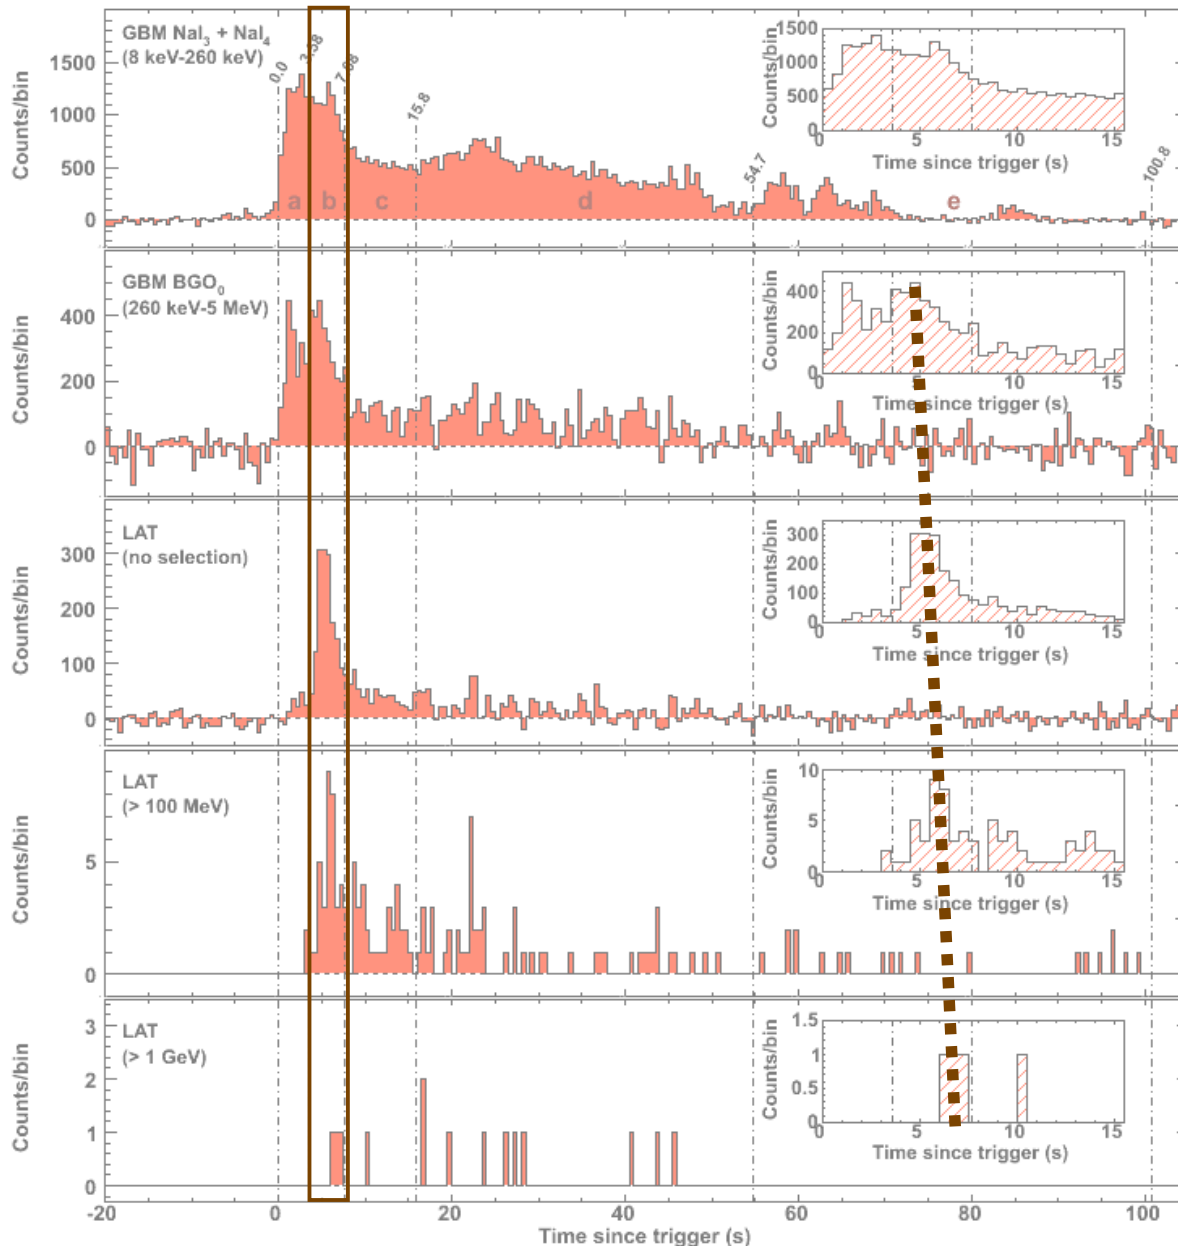 GBM NaI3 + NaI4
(8 keV-260 keV)
0.0
3.58
7.68
15.8
54.7
100.8
Counts/bin
1500
1000
500
0
a b c d e
Counts/bin
1500
1000
500
0
0 5 10 15
Time since trigger (s)
GBM BGO0
(260 keV-5 MeV)
Counts/bin
400
200
0
Counts/bin
400
200
0
0 5 10 15
Time since trigger (s)
LAT
(no selection)
Counts/bin
300
200
100
0
Counts/bin
300
200
100
0
0 5 10 15
Time since trigger (s)
LAT
(> 100 MeV)
Counts/bin
5
0
Counts/bin
10
5
0
0 5 10 15
Time since trigger (s)
LAT
(> 1 GeV)
Counts/bin
3
2
1
0
Counts/bin
1.5
1
0.5
0
0 5 10 15
Time since trigger (s)
-20 0 20 40 60 80 100
Time since trigger (s)